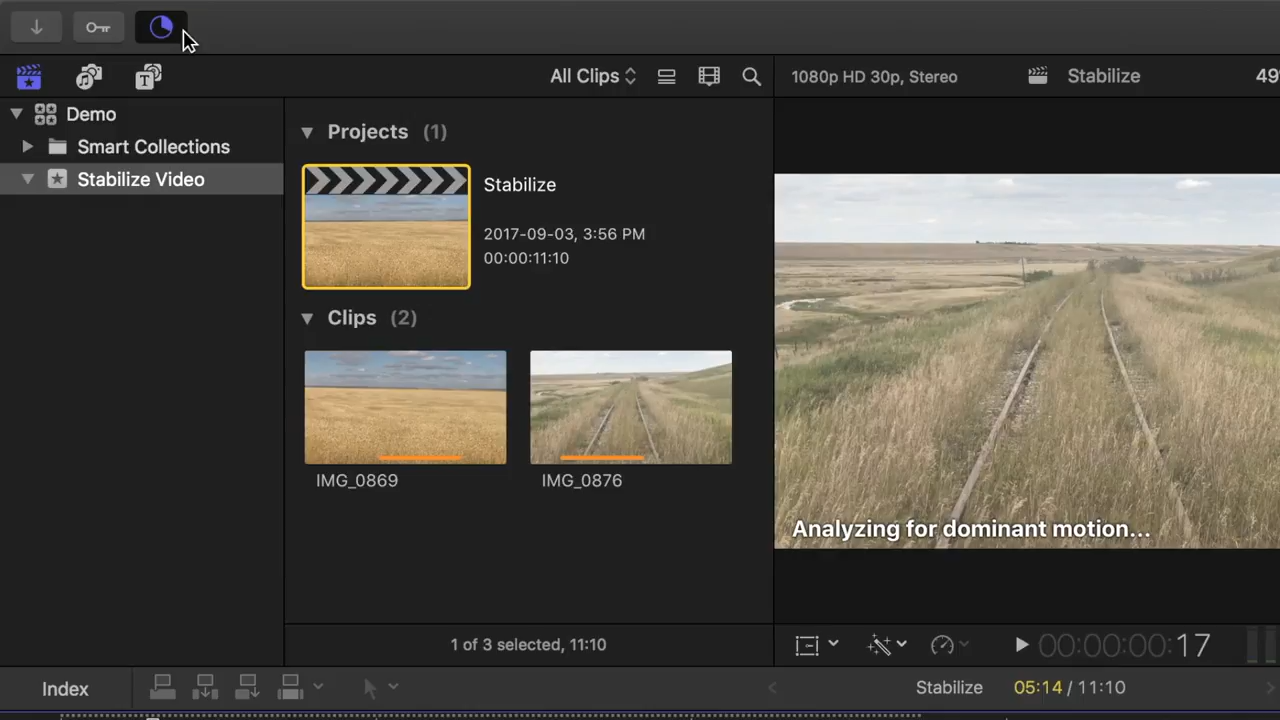 All Clips
1080p HD 30p, Stereo
Stabilize
49
Demo
Smart Collections
Stabilize Video
Projects (1)
Stabilize
2017-09-03, 3:56 PM
00:00:11:10
Clips (2)
IMG_0869
IMG_0876
Analyzing for dominant motion...
1 of 3 selected, 11:10
00:00:00:17
Index
Stabilize
05:14 / 11:10